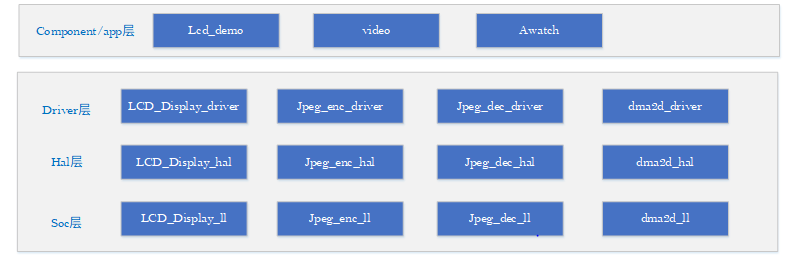 Component/app层 Lcd_demo video Awatch
Driver层 LCD_Display_driver Jpeg_enc_driver Jpeg_dec_driver dma2d_driver
Hal层 LCD_Display_hal Jpeg_enc_hal Jpeg_dec_hal dma2d_hal
Soc层 LCD_Display_ll Jpeg_enc_ll Jpeg_dec_ll dma2d_ll